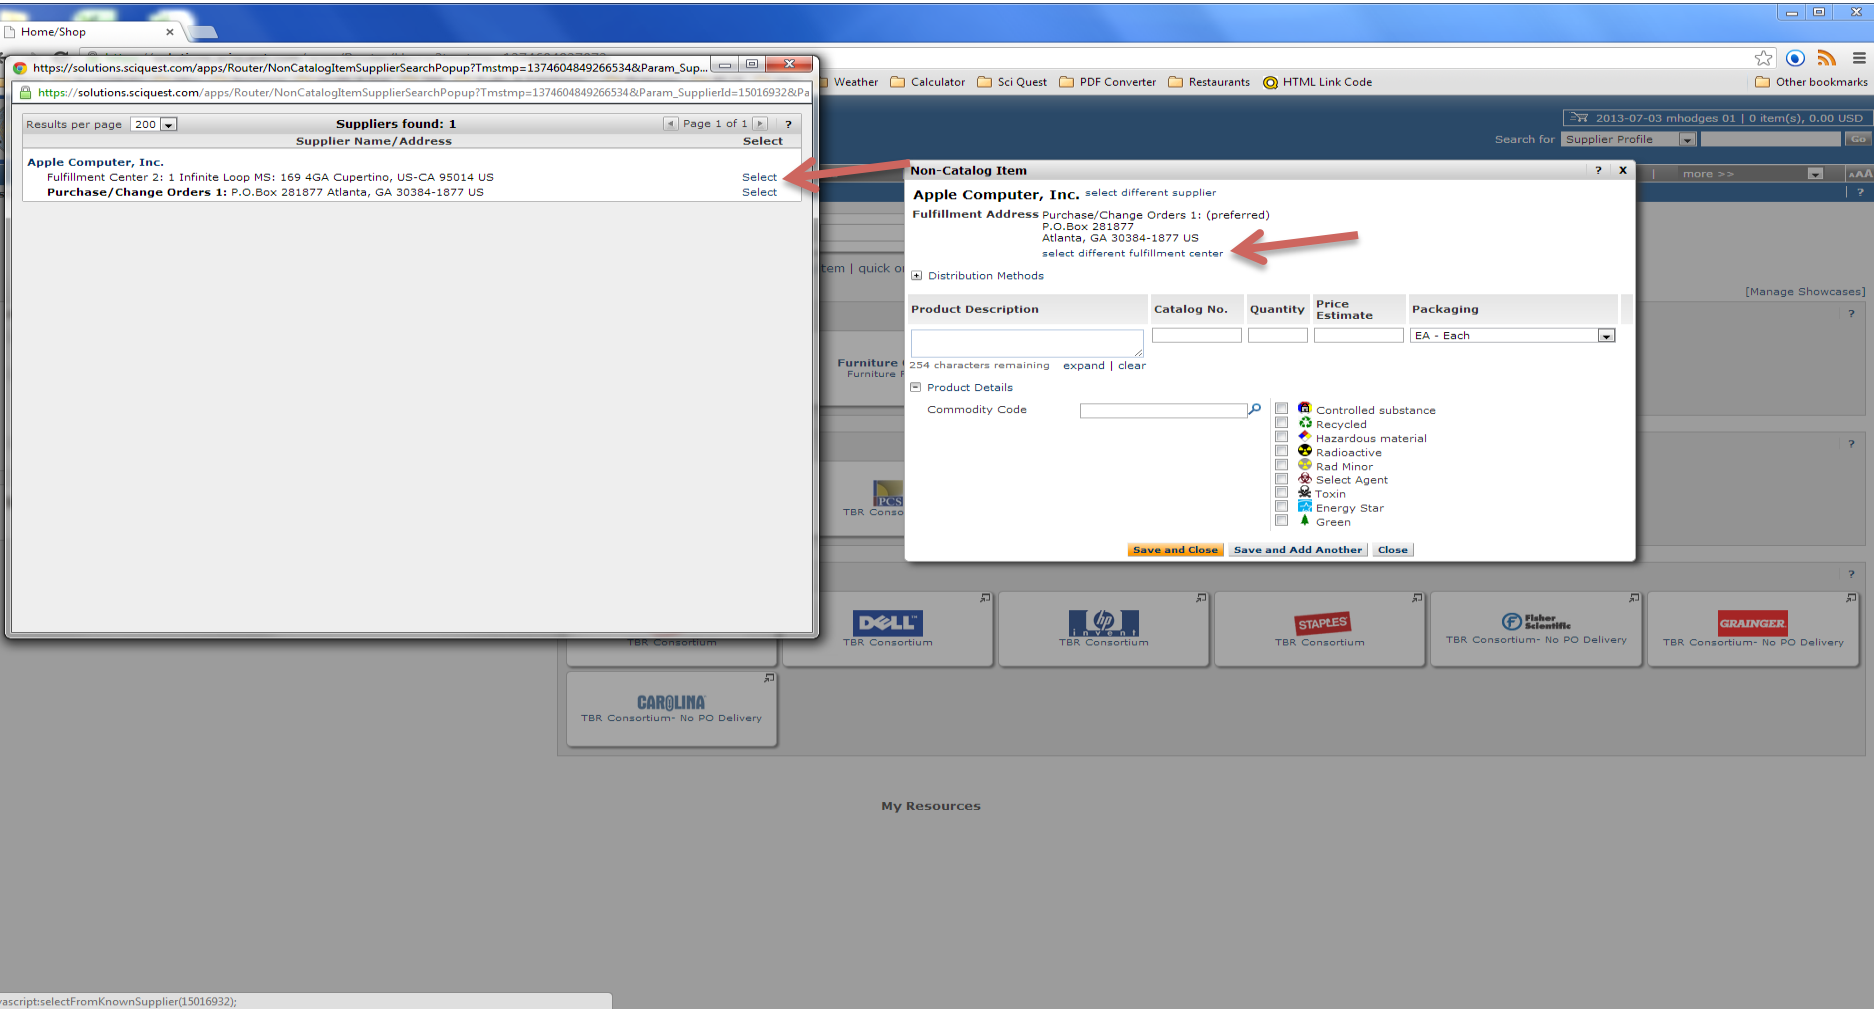 Home/Shop
https://solutions.sciquest.com/apps/Router/NonCatalogItemSupplierSearchPopup?Tmstmp=1374604849266534&Param_Sup...
https://solutions.sciquest.com/apps/Router/NonCatalogItemSupplierSearchPopup?Tmstmp=1374604849266534&Param_SupplierId=15016932&Pa
Weather Calculator Sci Quest PDF Converter Restaurants HTML Link Code Other bookmarks
Results per page 200 Suppliers found: 1 Page 1 of 1 ?
Supplier Name/Address Select
Apple Computer, Inc.
Fulfillment Center 2: 1 Infinite Loop MS: 169 4GA Cupertino, US-CA 95014 US Select
Purchase/Change Orders 1: P.O.Box 281877 Atlanta, GA 30384-1877 US Select
2013-07-03 mhodges 01 | 0 item(s), 0.00 USD
Search for Supplier Profile Go
more >> AAA
?
Non-Catalog Item ? X
Apple Computer, Inc. select different supplier
Fulfillment Address Purchase/Change Orders 1: (preferred)
P.O.Box 281877
Atlanta, GA 30384-1877 US
select different fulfillment center
Distribution Methods
Product Description Catalog No. Quantity Price Estimate Packaging
EA - Each
254 characters remaining expand | clear
Product Details
Commodity Code
Controlled substance
Recycled
Hazardous material
Radioactive
Rad Minor
Select Agent
Toxin
Energy Star
Green
Save and Close Save and Add Another Close
tem | quick o
[Manage Showcases]
?
Furniture
Furniture
?
PCS
TBR Conso
?
DELL
hp
invent
STAPLES
Fisher Scientific
GRAINGER
TBR Consortium TBR Consortium TBR Consortium TBR Consortium TBR Consortium- No PO Delivery TBR Consortium- No PO Delivery
CAROLINA
TBR Consortium- No PO Delivery
My Resources
vascript:selectFromKnownSupplier(15016932);